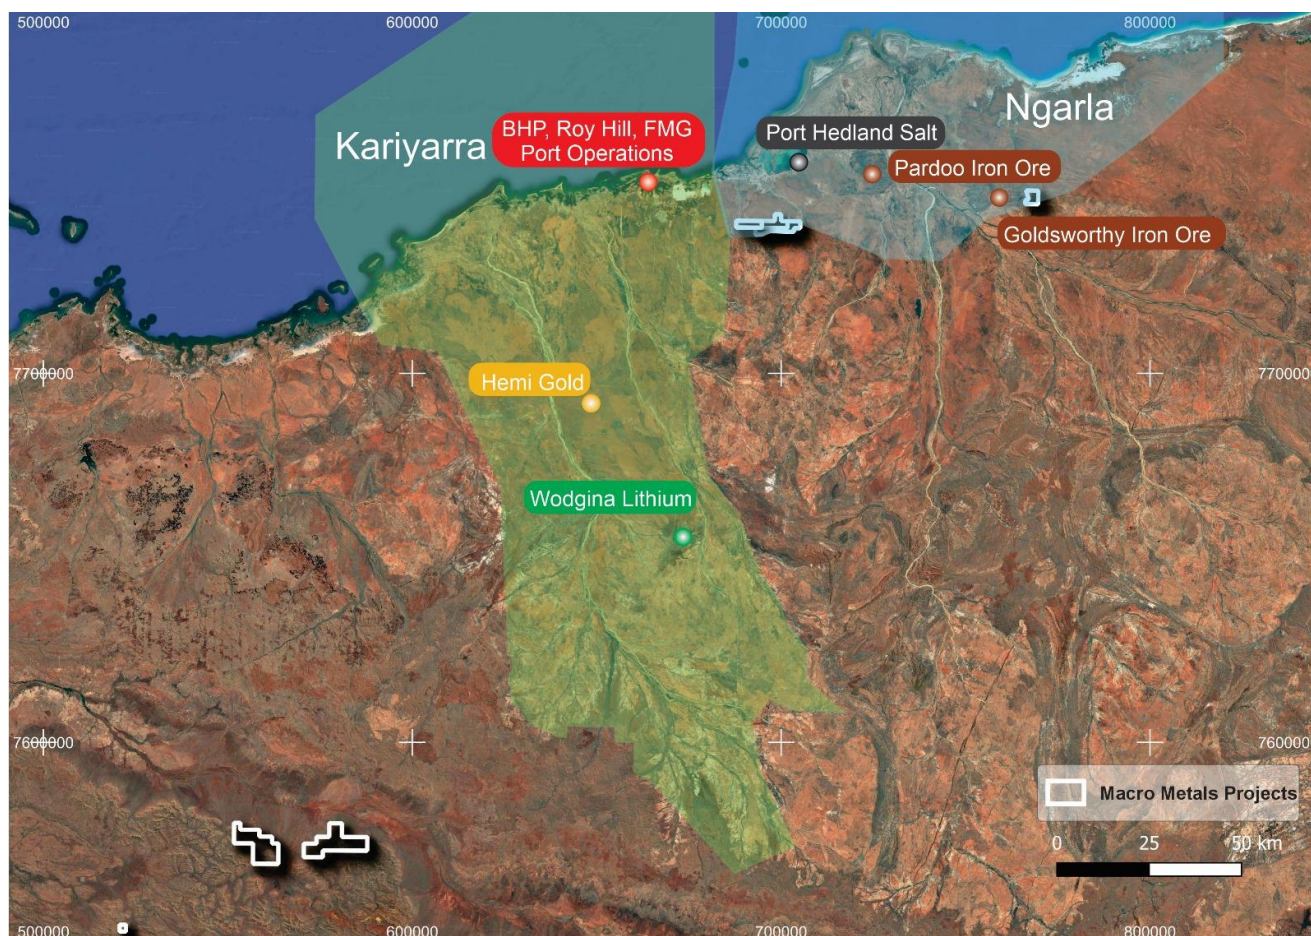 500000
600000
700000
800000
Kariyarra
BHP, Roy Hill, FMG
Port Operations
Port Hedland Salt
Ngarla
Pardoo Iron Ore
Goldsworthy Iron Ore
7700000
770000
Hemi Gold
Wodgina Lithium
7600000
760000
Macro Metals Projects
0 25 50 km
500000
600000
700000
800000